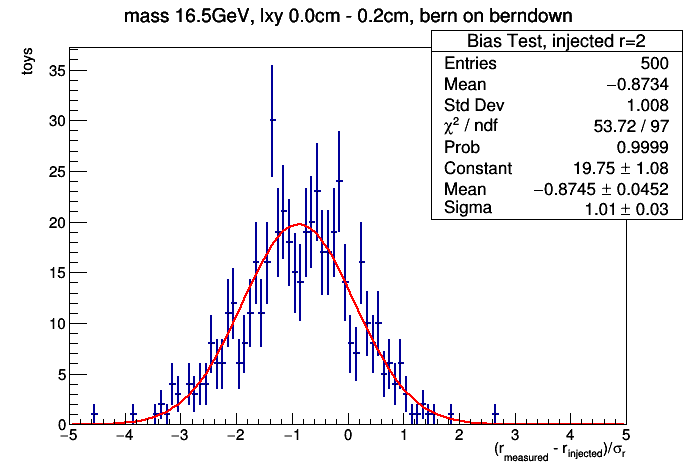 mass 16.5GeV, lxy 0.0cm - 0.2cm, bern on berndown
Bias Test, injected r=2
Entries 500
Mean −0.8734
Std Dev 1.008
χ² / ndf 53.72 / 97
Prob 0.9999
Constant 19.75 ± 1.08
Mean −0.8745 ± 0.0452
Sigma 1.01 ± 0.03
toys
35
30
25
20
15
10
5
0
−5 −4 −3 −2 −1 0 1 2 3 4 5
(r_measured - r_injected)/σ_r